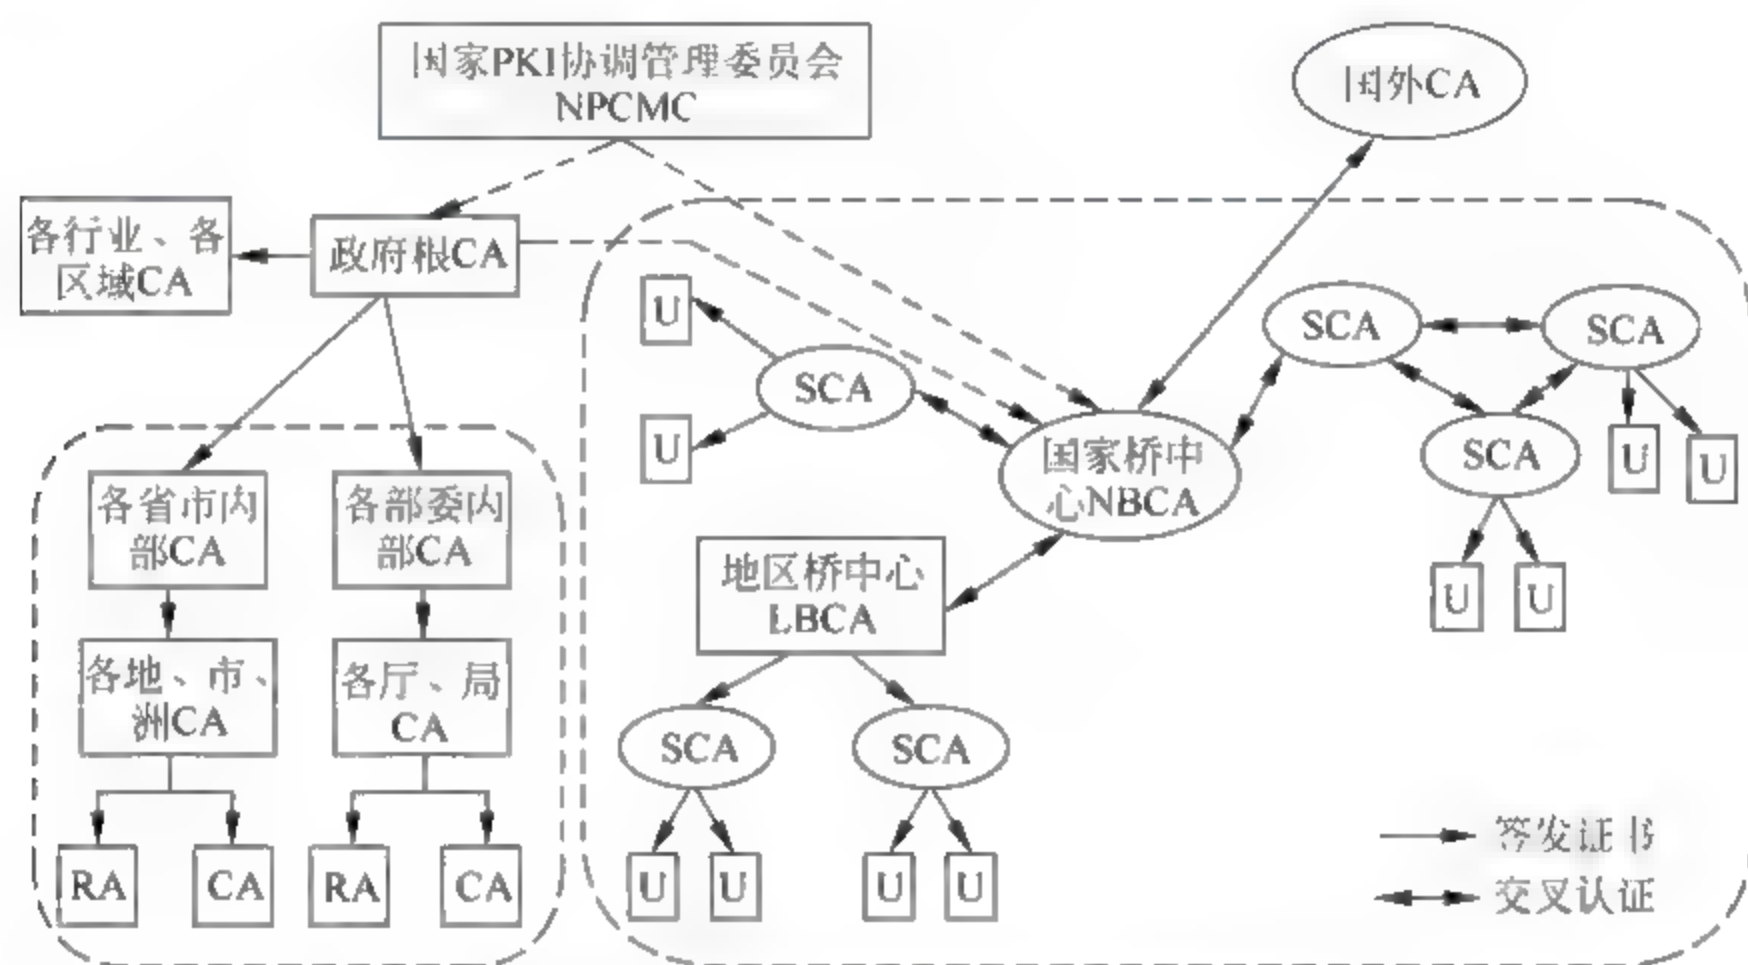 国家PKI协调管理委员会
NPCMC
国外CA
各行业、各
区域CA
政府根CA
U
SCA
U
SCA
SCA
SCA
U
U
U
U
国家桥中
心NBCA
各省市内
部CA
各部委内
部CA
地区桥中心
LBCA
各地、市、
洲CA
各厅、局
CA
SCA
SCA
RA
CA
RA
CA
U
U
U
U
签发证书
交叉认证